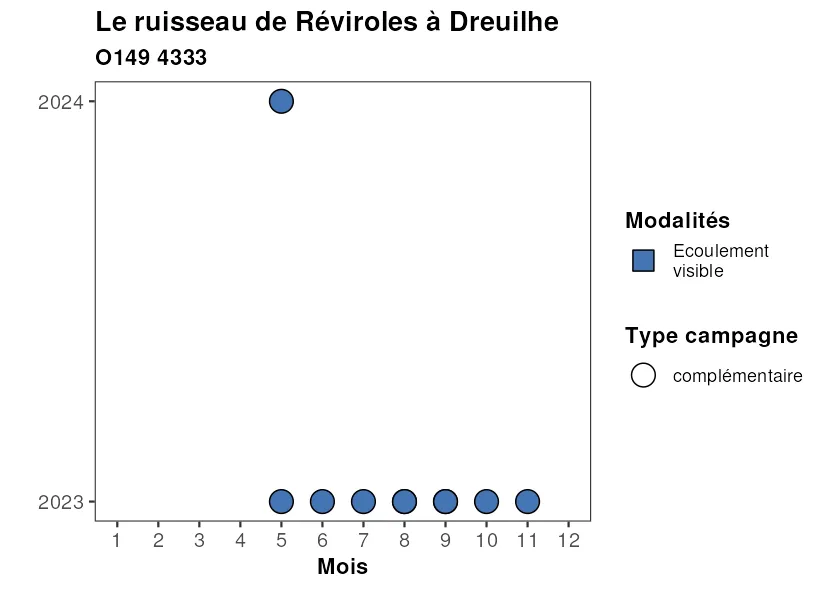 Le ruisseau de Réviroles à Dreuilhe
O149 4333
2024
2023
1 2 3 4 5 6 7 8 9 10 11 12
Mois
Modalités
Ecoulement
visible
Type campagne
complémentaire